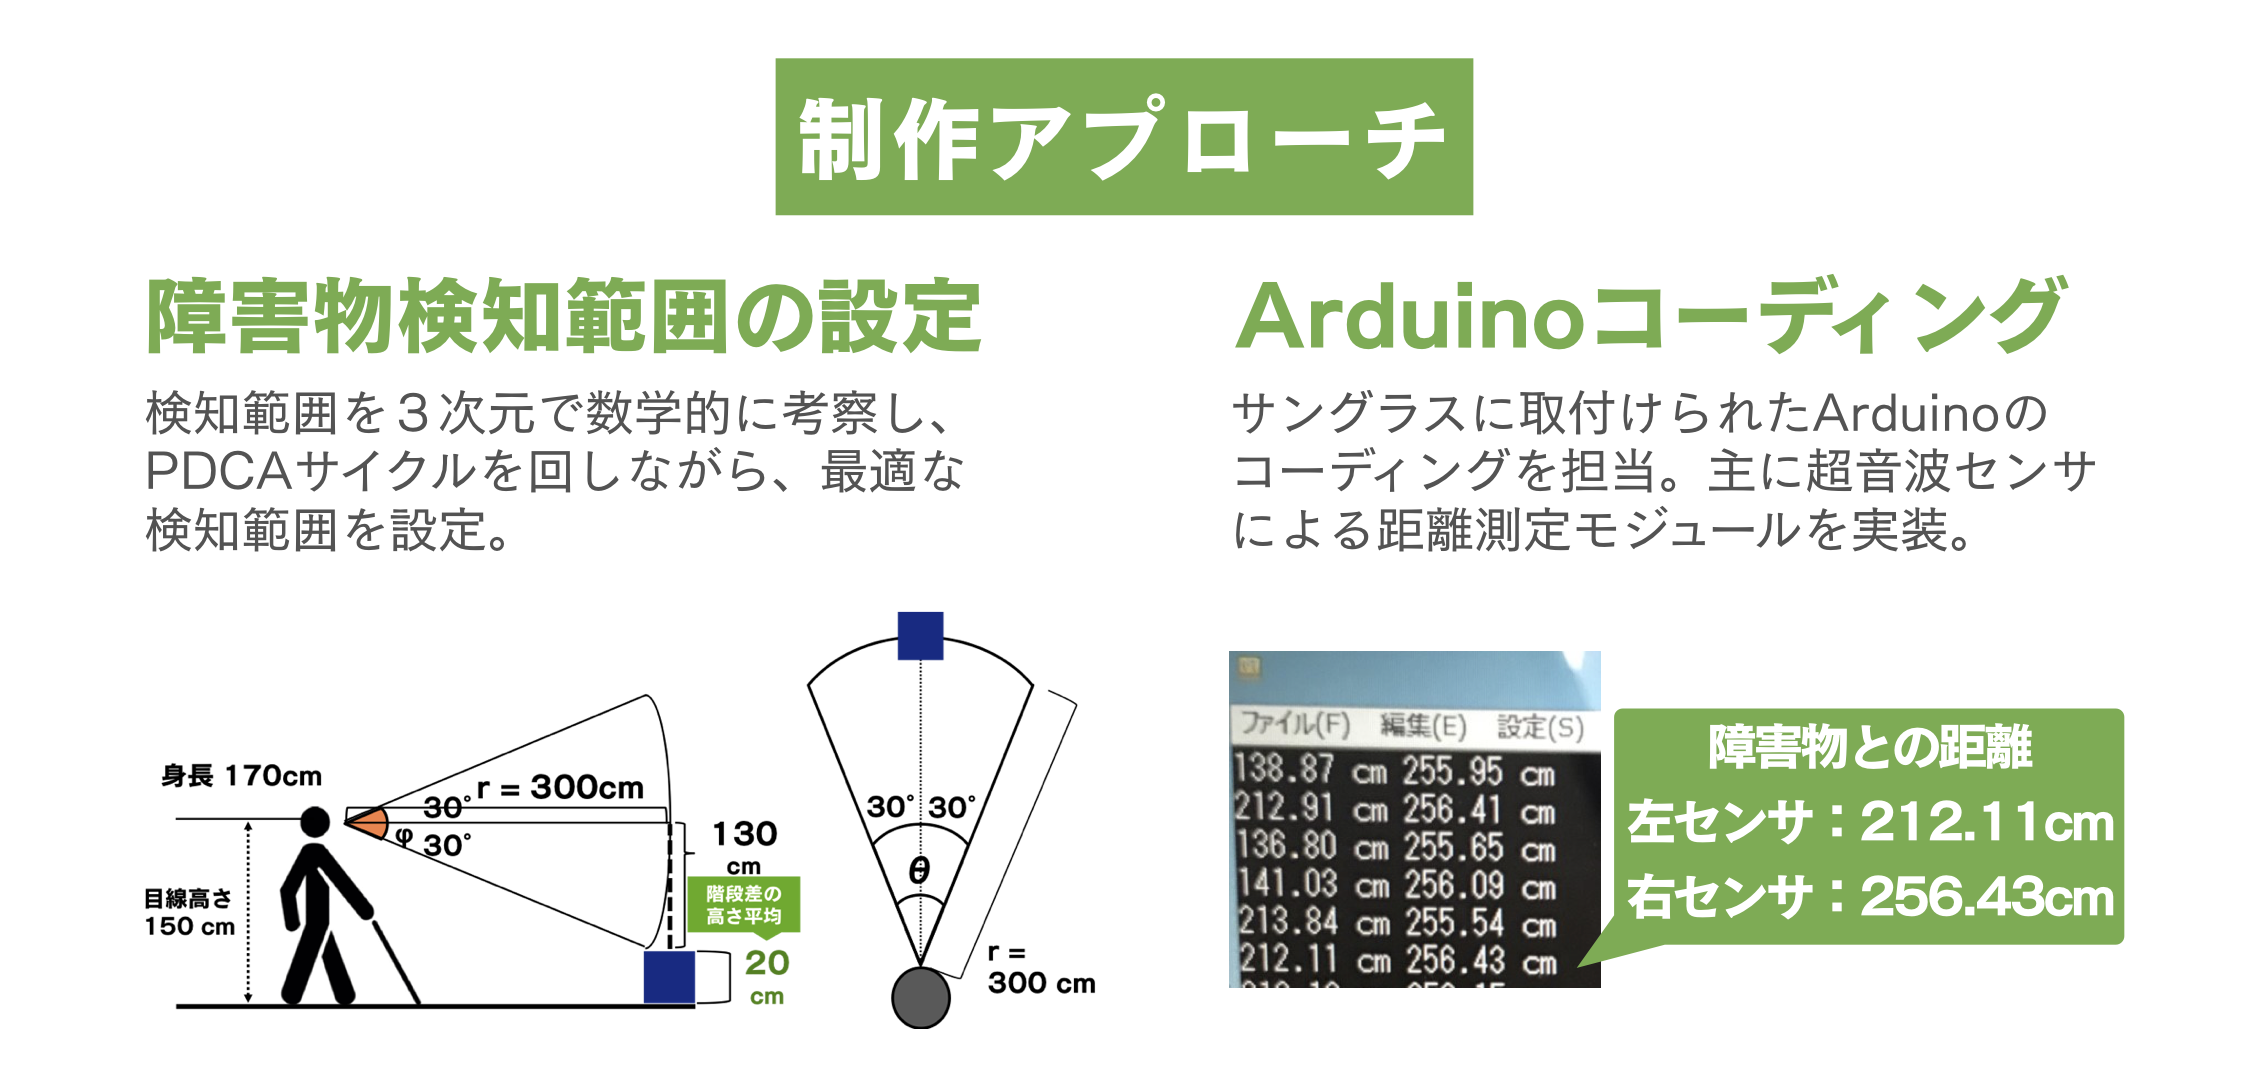 制作アプローチ
障害物検知範囲の設定
検知範囲を３次元で数学的に考察し、
PDCAサイクルを回しながら、最適な
検知範囲を設定。
身長 170cm
目線高さ
150 cm
30°
φ 30°
r = 300cm
130
cm
階段差の
高さ平均
20
cm
30° 30°
θ
r =
300 cm
Arduinoコーディング
サングラスに取付けられたArduinoの
コーディングを担当。主に超音波センサ
による距離測定モジュールを実装。
ファイル(F) 編集(E) 設定(S)
138.87 cm 255.95 cm
212.91 cm 256.41 cm
136.80 cm 255.65 cm
141.03 cm 256.09 cm
213.84 cm 255.54 cm
212.11 cm 256.43 cm
障害物との距離
左センサ：212.11cm
右センサ：256.43cm